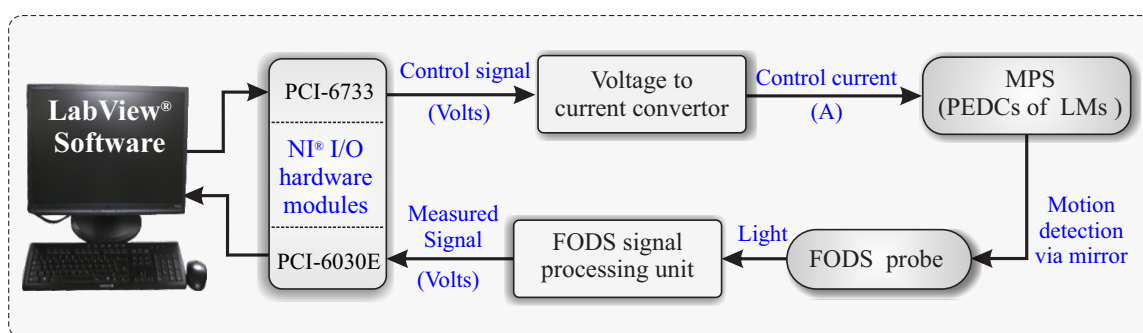 LabView®
Software
PCI-6733
NI® I/O
hardware
modules
PCI-6030E
Control signal
(Volts)
Voltage to
current convertor
Control current
(A)
MPS
(PEDCs of LMs )
Motion
detection
via mirror
FODS probe
Light
FODS signal
processing unit
Measured
Signal
(Volts)